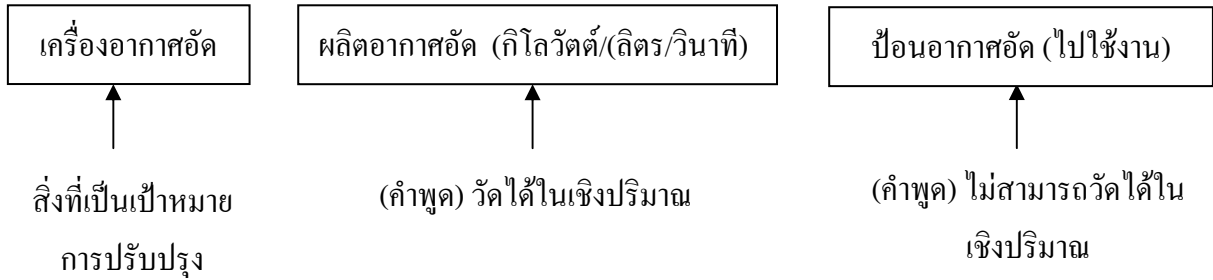 เครื่องอากาศอัด
ผลิตอากาศอัด (กิโลวัตต์/(ลิตร/วินาที)
ป้อนอากาศอัด (ไปใช้งาน)
สิ่งที่เป็นเป้าหมาย
การปรับปรุง
(คำพูด) วัดได้ในเชิงปริมาณ
(คำพูด) ไม่สามารถวัดได้ใน
เชิงปริมาณ